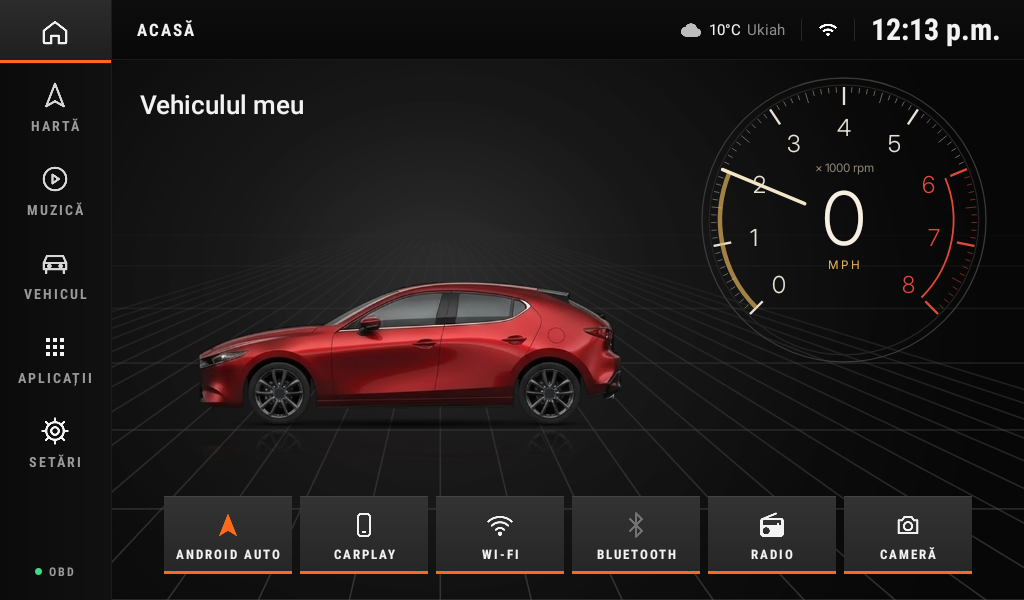 ACASĂ
10°C Ukiah
12:13 p.m.
HARTĂ
MUZICĂ
VEHICUL
APLICAȚII
SETĂRI
OBD
Vehiculul meu
0
1
2
3
4
5
6
7
8
× 1000 rpm
0
MPH
ANDROID AUTO
CARPLAY
WI-FI
BLUETOOTH
RADIO
CAMERĂ